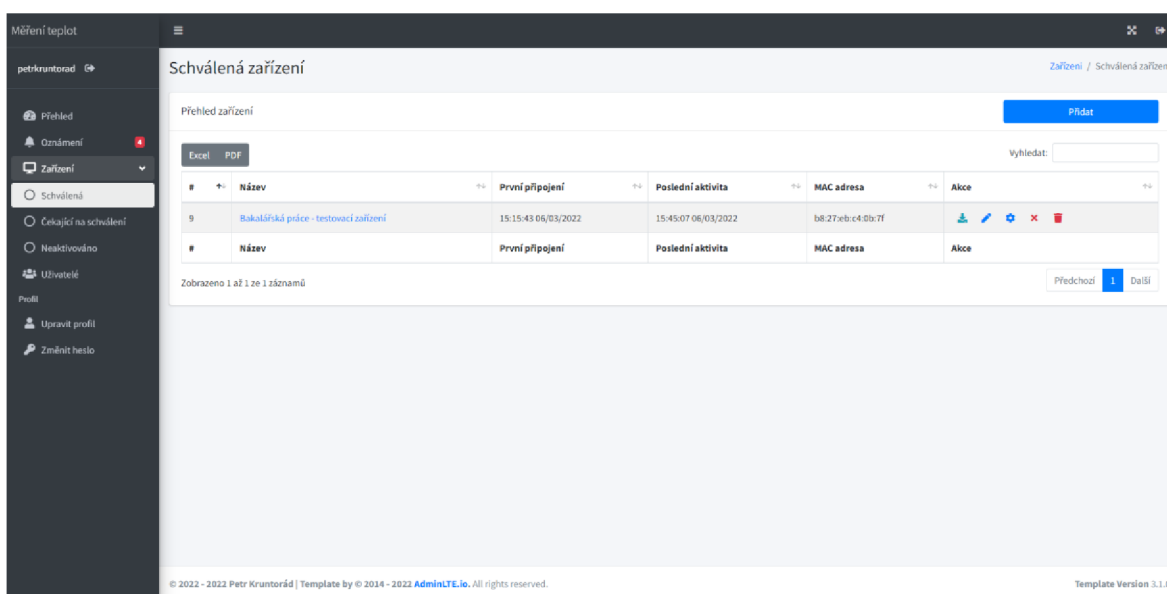 Měření teplot
petrkruntorad
Schválená zařízení
Zařízení / Schválená zařízen
Přehled
Oznámení 4
Zařízení
Schválená
Čekající na schválení
Neaktivováno
Uživatelé
Profil
Upravit profil
Změnit heslo
Přehled zařízení
Přidat
Excel PDF
Vyhledat:
# Název První připojení Poslední aktivita MAC adresa Akce
9 Bakalářská práce - testovací zařízení 15:15:43 06/03/2022 15:45:07 06/03/2022 b8:27:eb:c4:0b:7f
# Název První připojení Poslední aktivita MAC adresa Akce
Zobrazeno 1 až 1 ze 1 záznamů
Předchozí 1 Další
© 2022 - 2022 Petr Kruntorád | Template by © 2014 - 2022 AdminLTE.io. All rights reserved.
Template Version 3.1.